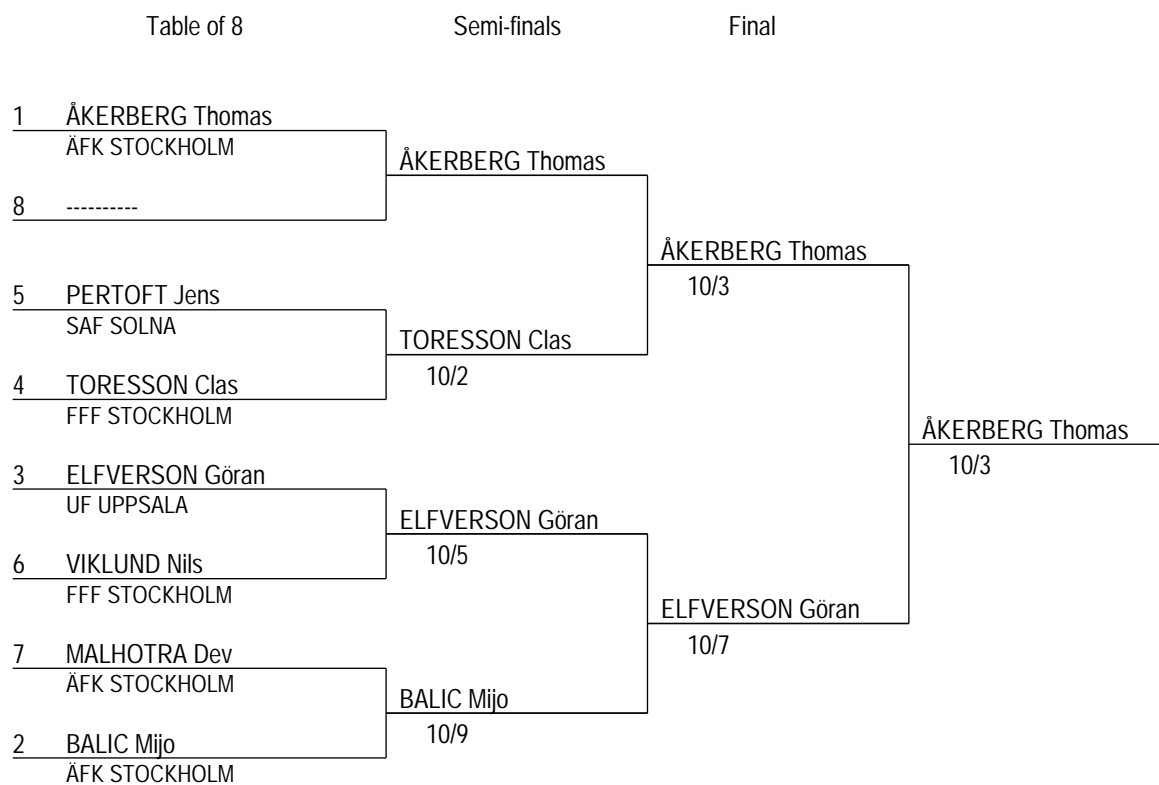 Table of 8 Semi-finals Final
1 ÅKERBERG Thomas
ÄFK STOCKHOLM
ÅKERBERG Thomas
8 ----------
ÅKERBERG Thomas
10/3
5 PERTOFT Jens
SAF SOLNA
TORESSON Clas
10/2
4 TORESSON Clas
FFF STOCKHOLM
ÅKERBERG Thomas
10/3
3 ELFVERSON Göran
UF UPPSALA
ELFVERSON Göran
10/5
6 VIKLUND Nils
FFF STOCKHOLM
ELFVERSON Göran
10/7
7 MALHOTRA Dev
ÄFK STOCKHOLM
BALIC Mijo
10/9
2 BALIC Mijo
ÄFK STOCKHOLM